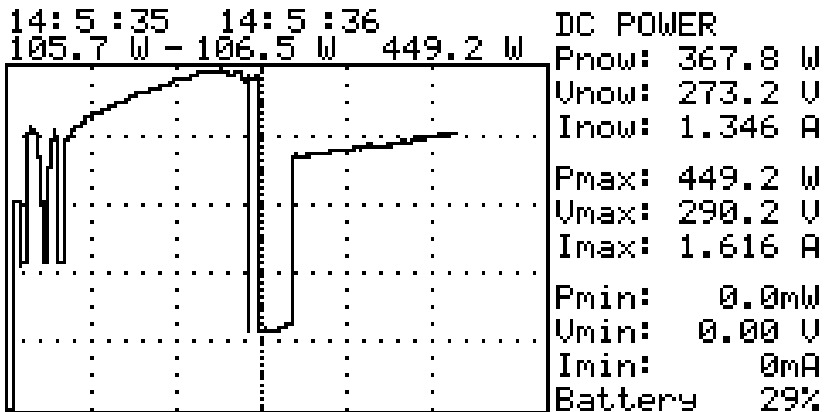 14: 5 :35 14: 5 :36
105.7 W - 106.5 W 449.2 W
DC POWER
Pnow: 367.8 W
Vnow: 273.2 V
Inow: 1.346 A
Pmax: 449.2 W
Vmax: 290.2 V
Imax: 1.616 A
Pmin: 0.0mW
Vmin: 0.00 V
Imin: 0mA
Battery 29%